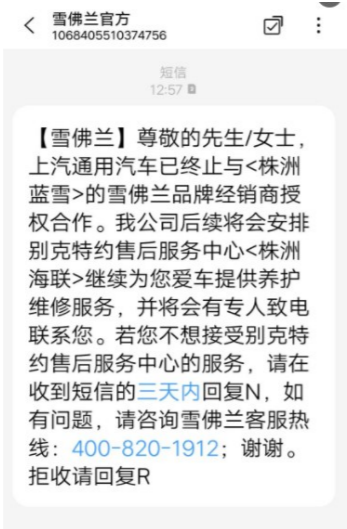 雪佛兰官方
1068405510374756
短信
12:57
【雪佛兰】尊敬的先生/女士，
上汽通用汽车已终止与<株洲
蓝雪>的雪佛兰品牌经销商授
权合作。我公司后续将会安排
别克特约售后服务中心<株洲
海联>继续为您爱车提供养护
维修服务，并将会有专人致电
联系您。若您不想接受别克特
约售后服务中心的服务，请在
收到短信的三天内回复N，如
有问题，请咨询雪佛兰客服热
线：400-820-1912；谢谢。
拒收请回复R